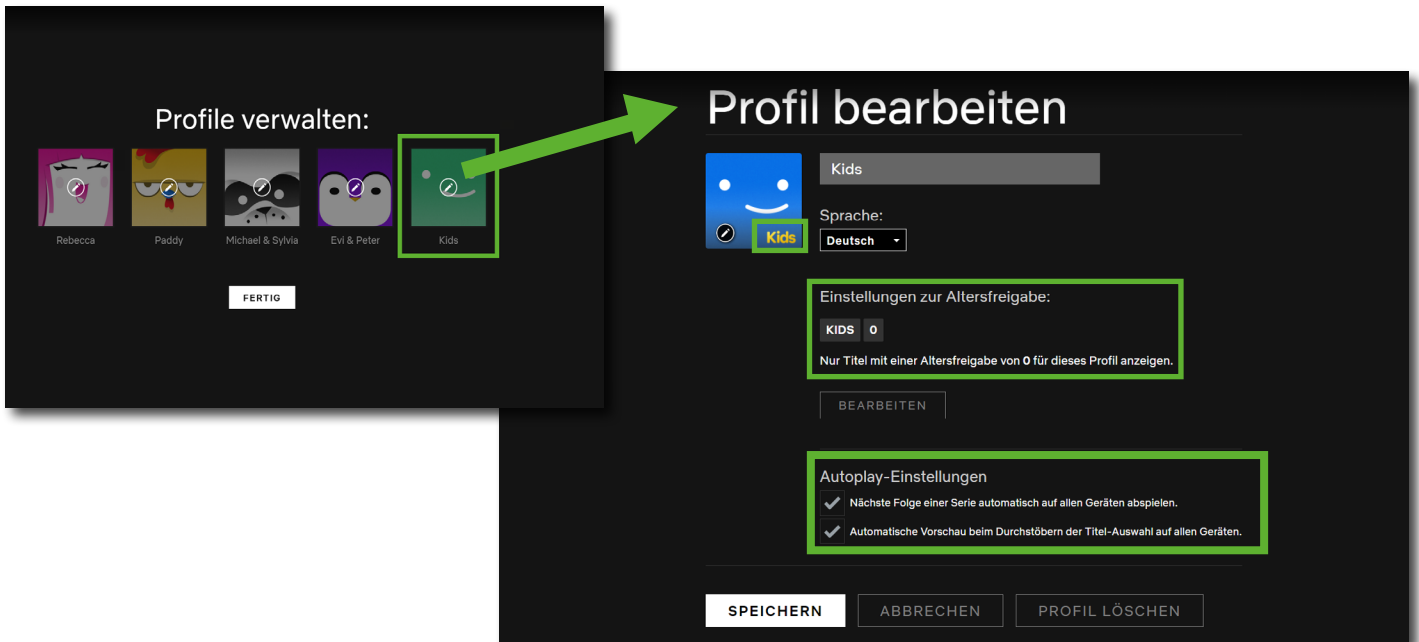 Profile verwalten:
Rebecca
Paddy
Michael & Sylvia
Evi & Peter
Kids
FERTIG
Profil bearbeiten
Kids
Kids
Sprache:
Deutsch
Einstellungen zur Altersfreigabe:
KIDS 0
Nur Titel mit einer Altersfreigabe von 0 für dieses Profil anzeigen.
BEARBEITEN
Autoplay-Einstellungen
Nächste Folge einer Serie automatisch auf allen Geräten abspielen.
Automatische Vorschau beim Durchstöbern der Titel-Auswahl auf allen Geräten.
SPEICHERN
ABBRECHEN
PROFIL LÖSCHEN